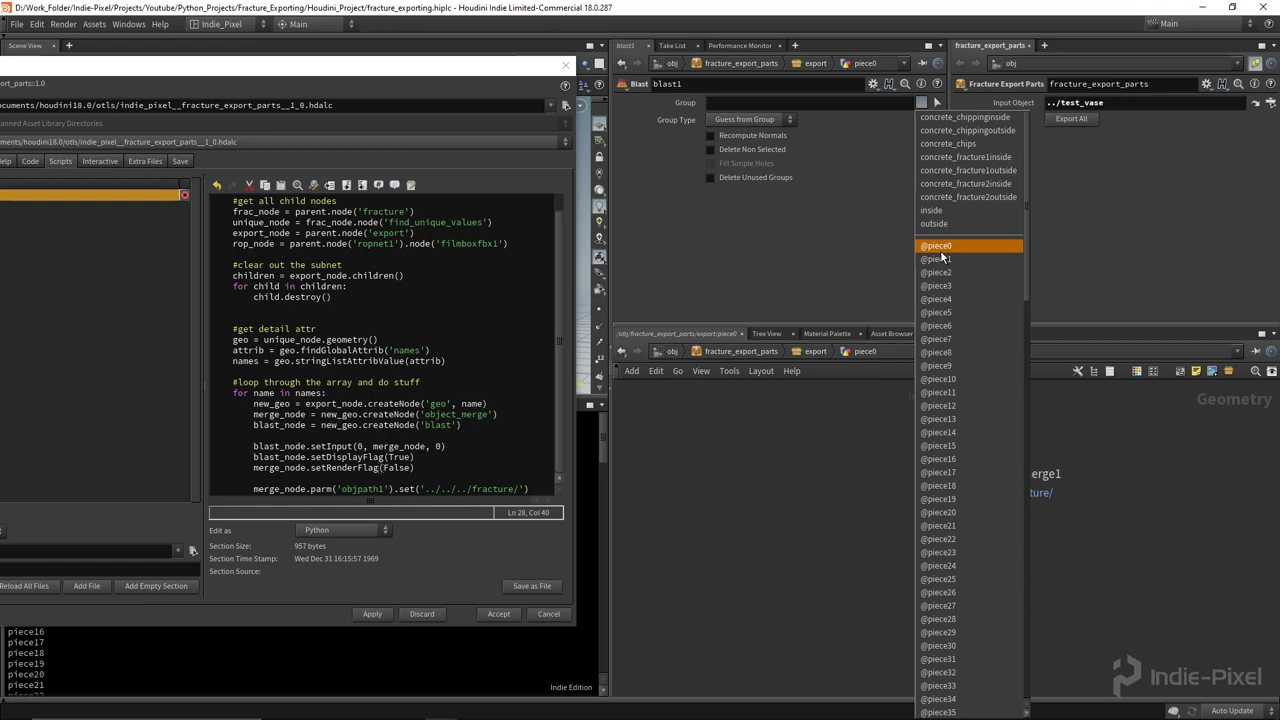 D:/Work_Folder/Indie-Pixel/Work/Youtube/Python_Projects/Fracture_Exporting/Houdini_Project/fracture_exporting.hiplc - Houdini Indie Limited-Commercial 18.0.287
File Edit Render Assets Windows Help Indie_Pixel Main Main
Scene View blast1 Take List Performance Monitor fracture_export_parts
obj fracture_export_parts export piece0 obj
ort_parts::1.0 Blast blast1 Fracture Export Parts fracture_export_parts
ocuments/houdini18.0/otls/indie_pixel__fracture_export_parts__1_0.hdalc Group Input Object ../test_vase
anned Asset Library Directories Group Type Guess from Group Export All
ments/houdini18.0/otls/indie_pixel__fracture_export_parts__1_0.hdalc
Recompute Normals
Delete Non Selected
Fill Simple Holes
Delete Unused Groups
elp Code Scripts Interactive Extra Files Save
#get all child nodes
frac_node = parent.node('fracture')
unique_node = frac_node.node('find_unique_values')
export_node = parent.node('export')
rop_node = parent.node('ropnet1').node('filmboxfbx1')
#clear out the subnet
children = export_node.children()
for child in children:
child.destroy()
#get detail attr
geo = unique_node.geometry()
attrib = geo.findGlobalAttrib('names')
names = geo.stringListAttribValue(attrib)
#loop through the array and do stuff
for name in names:
new_geo = export_node.createNode('geo', name)
merge_node = new_geo.createNode('object_merge')
blast_node = new_geo.createNode('blast')
blast_node.setInput(0, merge_node, 0)
blast_node.setDisplayFlag(True)
merge_node.setRenderFlag(False)
merge_node.parm('objpath1').set('../../../fracture/')
Ln 28, Col 40
Edit as Python
Section Size: 957 bytes
Section Time Stamp: Wed Dec 31 16:15:57 1969
Section Source:
Reload All Files Add File Add Empty Section Save as File
Apply Discard Accept Cancel
piece16
piece17
piece18
piece19
piece20
piece21
Indie Edition
concrete_chippinginside
concrete_chippingoutside
concrete_chips
concrete_fracture1inside
concrete_fracture1outside
concrete_fracture2inside
concrete_fracture2outside
inside
outside
@piece0
@piece1
@piece2
@piece3
@piece4
@piece5
@piece6
@piece7
@piece8
@piece9
@piece10
@piece11
@piece12
@piece13
@piece14
@piece15
@piece16
@piece17
@piece18
@piece19
@piece20
@piece21
@piece22
@piece23
@piece24
@piece25
@piece26
@piece27
@piece28
@piece29
@piece30
@piece31
@piece32
@piece33
@piece34
@piece35
/obj/fracture_export_parts/export/piece0 Tree View Material Palette Asset Browser
obj fracture_export_parts export piece0
Add Edit Go View Tools Layout Help
Geometry
erge1
cture/
Indie-Pixel
Auto Update